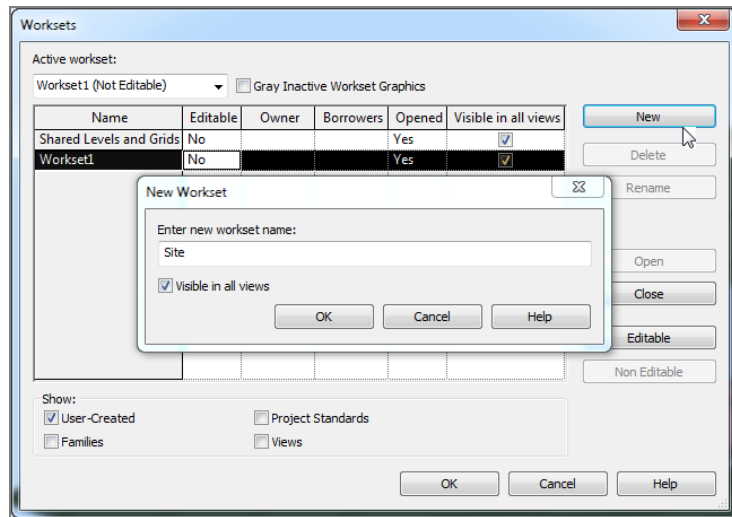 Worksets
Active workset:
Workset1 (Not Editable) Gray Inactive Workset Graphics
Name Editable Owner Borrowers Opened Visible in all views New
Shared Levels and Grids No Yes
Workset1 No Yes Delete
New Workset Rename
Enter new workset name:
Site
Open
Visible in all views
Close
OK Cancel Help
Editable
Non Editable
Show:
User-Created Project Standards
Families Views
OK Cancel Help